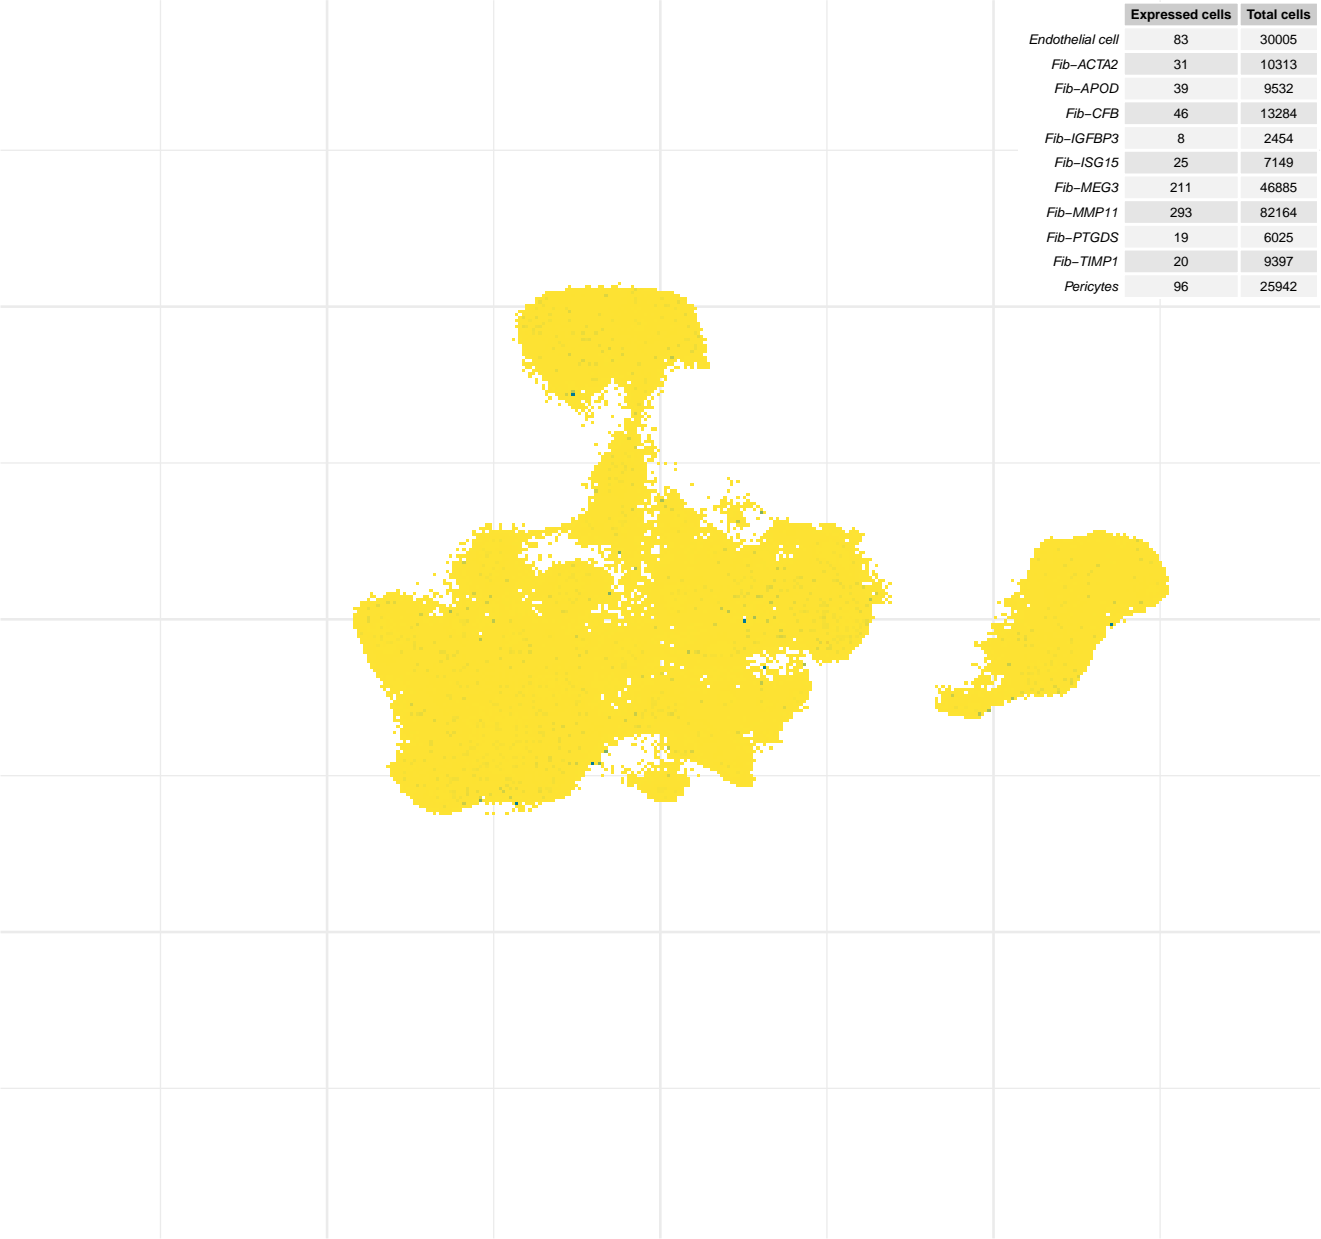 Expressed cells Total cells
Endothelial cell 83 30005
Fib−ACTA2 31 10313
Fib−APOD 39 9532
Fib−CFB 46 13284
Fib−IGFBP3 8 2454
Fib−ISG15 25 7149
Fib−MEG3 211 46885
Fib−MMP11 293 82164
Fib−PTGDS 19 6025
Fib−TIMP1 20 9397
Pericytes 96 25942